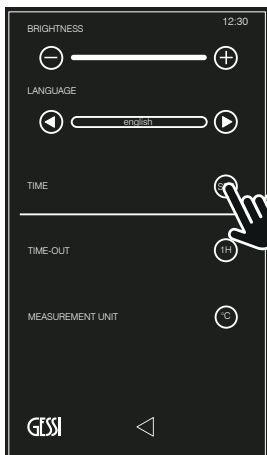 12:30
BRIGHTNESS
LANGUAGE
english
TIME
TIME-OUT
1H
MEASUREMENT UNIT
°C
GESSI